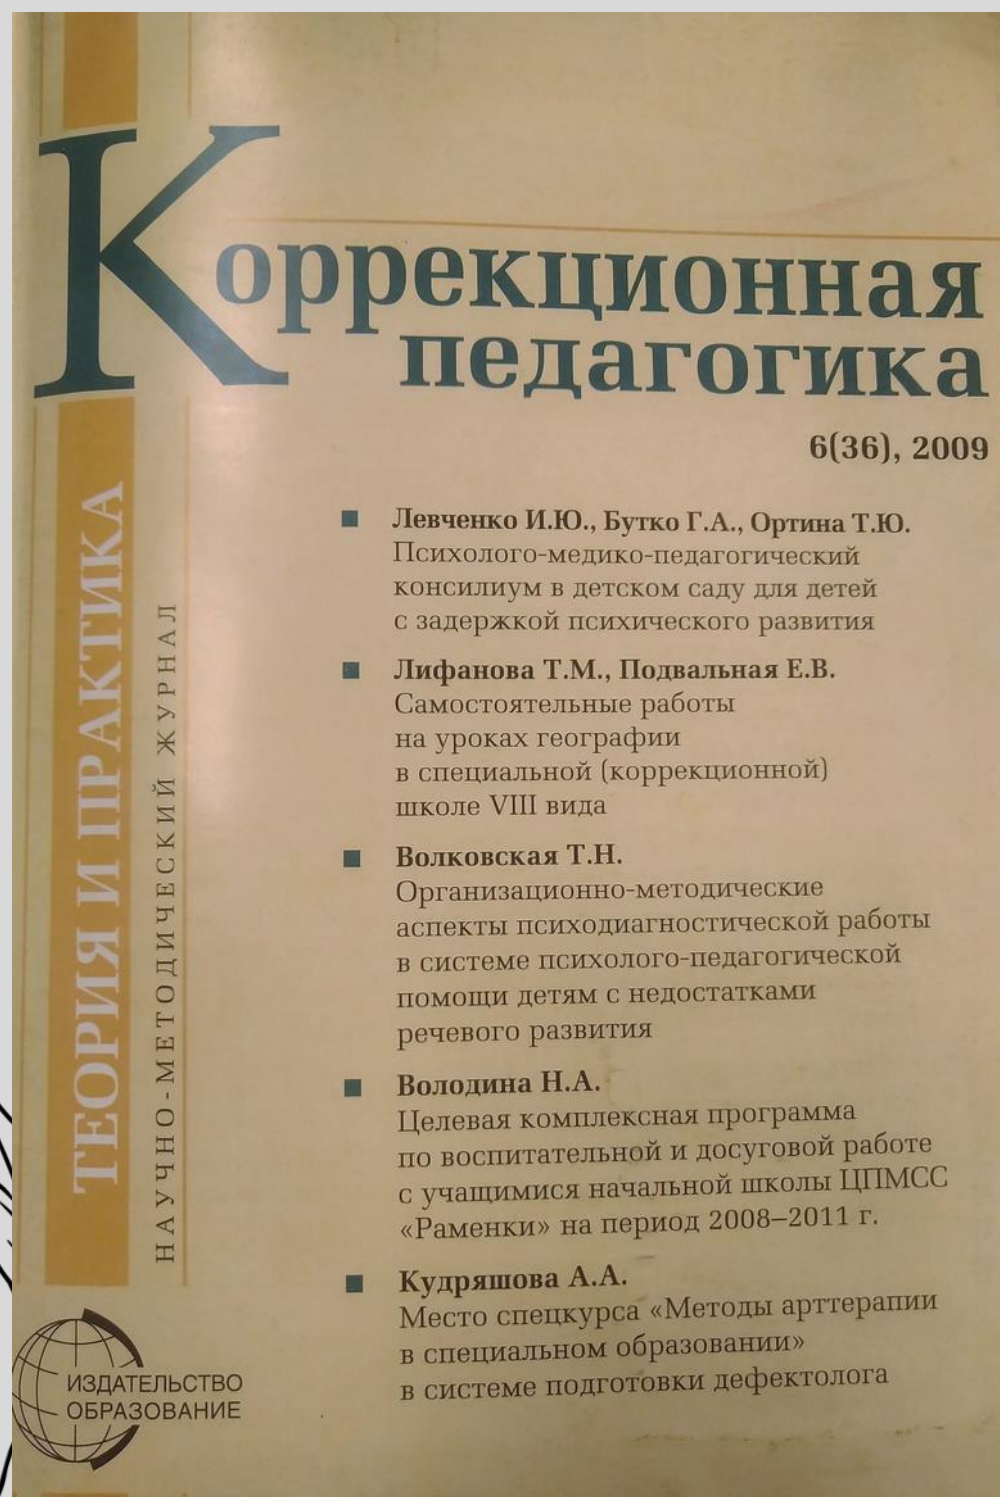 Коррекционная
педагогика
6(36), 2009
ТЕОРИЯ И ПРАКТИКА
НАУЧНО-МЕТОДИЧЕСКИЙ ЖУРНАЛ
Левченко И.Ю., Бутко Г.А., Ортина Т.Ю.
Психолого-медико-педагогический
консилиум в детском саду для детей
с задержкой психического развития
Лифанова Т.М., Подвальная Е.В.
Самостоятельные работы
на уроках географии
в специальной (коррекционной)
школе VIII вида
Волковская Т.Н.
Организационно-методические
аспекты психодиагностической работы
в системе психолого-педагогической
помощи детям с недостатками
речевого развития
Володина Н.А.
Целевая комплексная программа
по воспитательной и досуговой работе
с учащимися начальной школы ЦПМСС
«Раменки» на период 2008–2011 г.
Кудряшова А.А.
Место спецкурса «Методы арттерапии
в специальном образовании»
в системе подготовки дефектолога
ИЗДАТЕЛЬСТВО
ОБРАЗОВАНИЕ